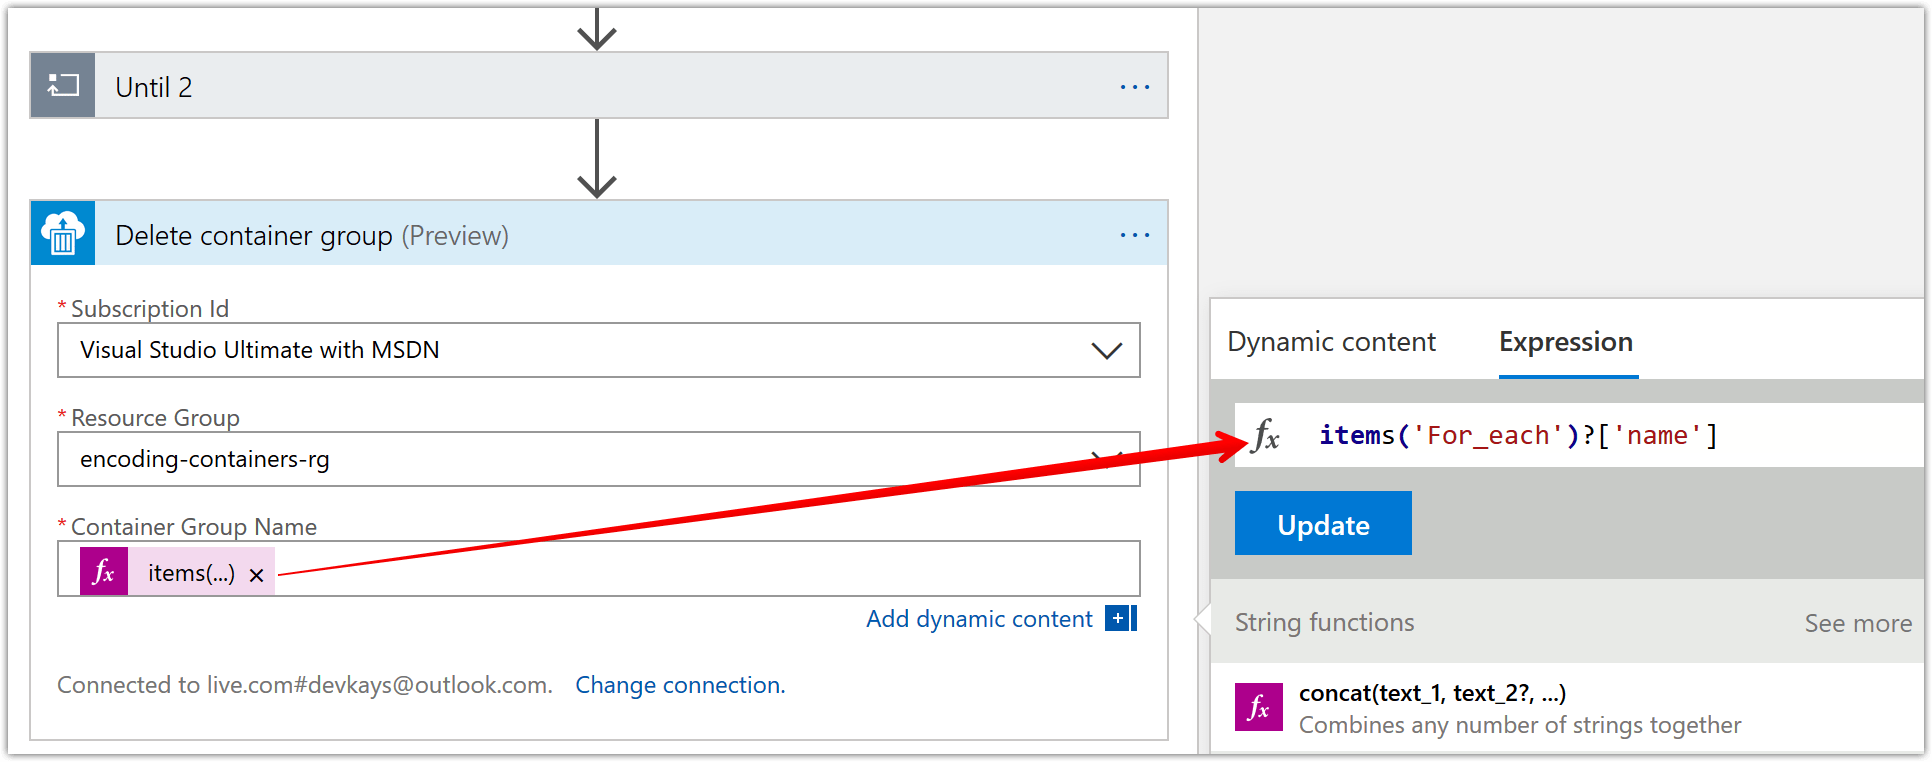 Until 2
...
Delete container group (Preview)
...
* Subscription Id
Visual Studio Ultimate with MSDN
* Resource Group
encoding-containers-rg
* Container Group Name
fx items(...) ×
Add dynamic content +
Connected to live.com#devkays@outlook.com. Change connection.
Dynamic content Expression
fx items('For_each')?['name']
Update
String functions See more
fx concat(text_1, text_2?, ...)
Combines any number of strings together